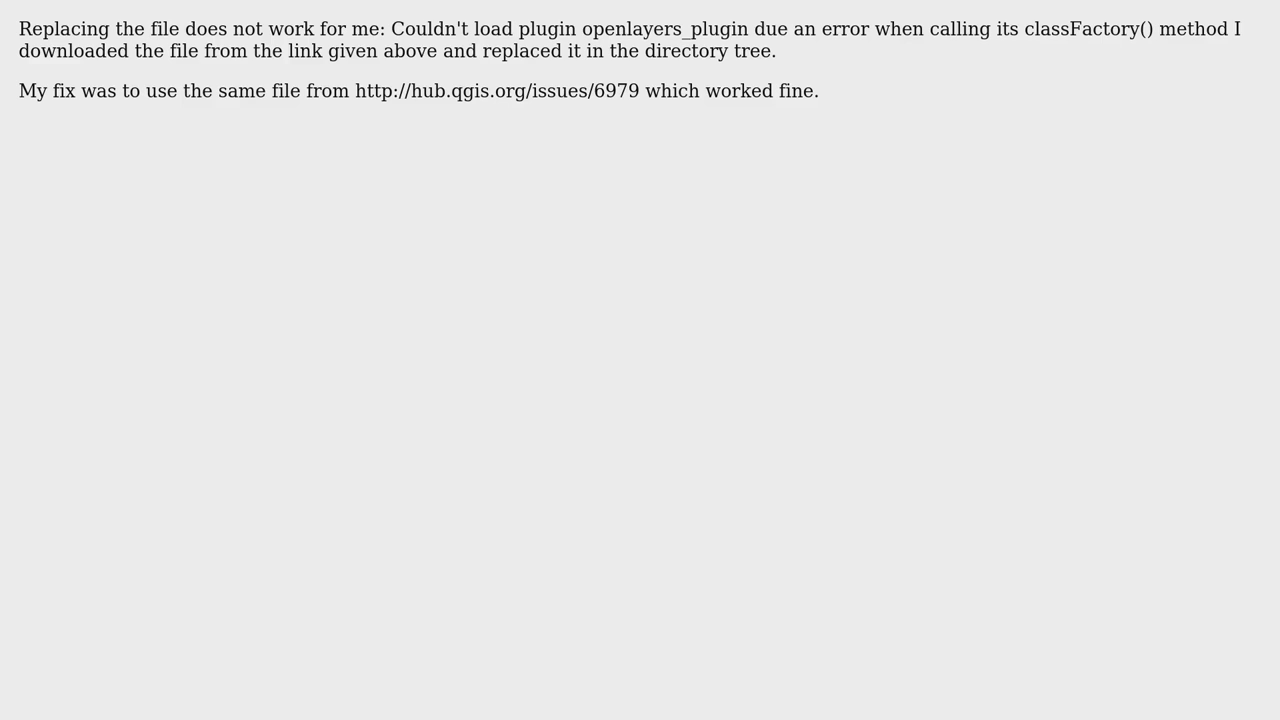 Replacing the file does not work for me: Couldn't load plugin openlayers_plugin due an error when calling its classFactory() method I
downloaded the file from the link given above and replaced it in the directory tree.
My fix was to use the same file from http://hub.qgis.org/issues/6979 which worked fine.